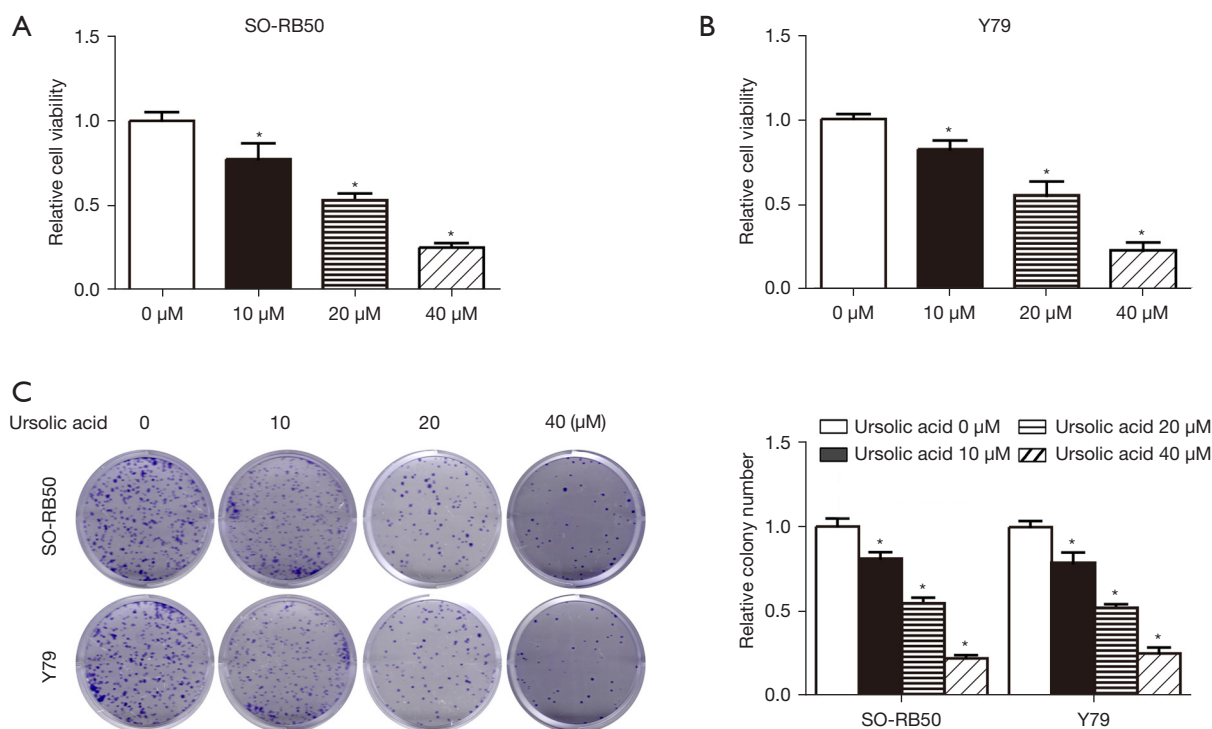 A
SO-RB50
Relative cell viability
1.5
1.0
0.5
0.0
*
*
*
0 µM 10 µM 20 µM 40 µM
B
Y79
Relative cell viability
1.5
1.0
0.5
0.0
*
*
*
0 µM 10 µM 20 µM 40 µM
C
Ursolic acid 0 10 20 40 (µM)
SO-RB50
Y79
Ursolic acid 0 µM Ursolic acid 20 µM
Ursolic acid 10 µM Ursolic acid 40 µM
Relative colony number
1.5
1.0
0.5
0.0
*
*
*
*
*
*
SO-RB50 Y79